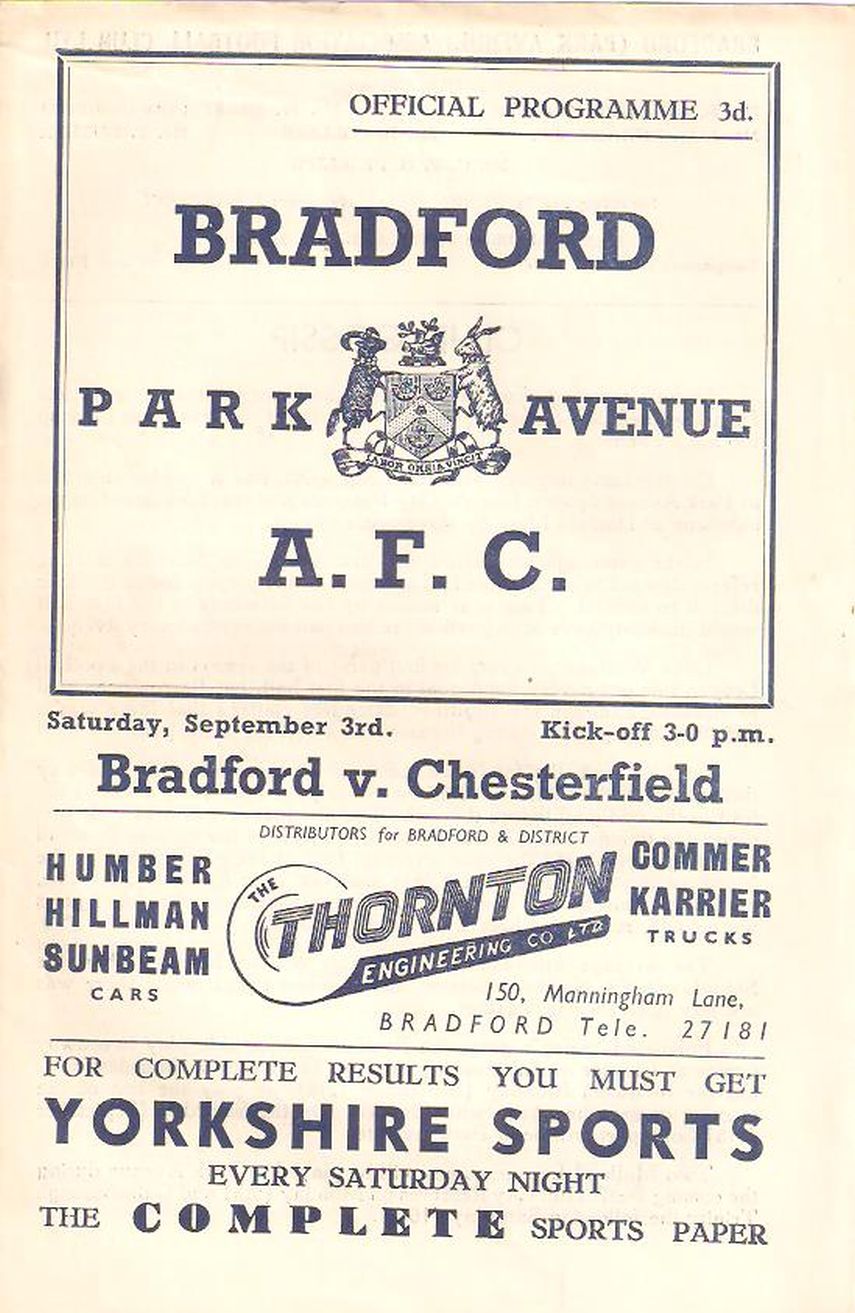 OFFICIAL PROGRAMME 3d.
BRADFORD
PARK AVENUE
LABOR OMNIA VINCIT
A. F. C.
Saturday, September 3rd. Kick-off 3-0 p.m.
Bradford v. Chesterfield
DISTRIBUTORS for BRADFORD & DISTRICT
HUMBER
HILLMAN
SUNBEAM
CARS
THE
THORNTON
ENGINEERING CO LTD
COMMER
KARRIER
TRUCKS
150, Manningham Lane,
BRADFORD Tele. 27181
FOR COMPLETE RESULTS YOU MUST GET
YORKSHIRE SPORTS
EVERY SATURDAY NIGHT
THE COMPLETE SPORTS PAPER